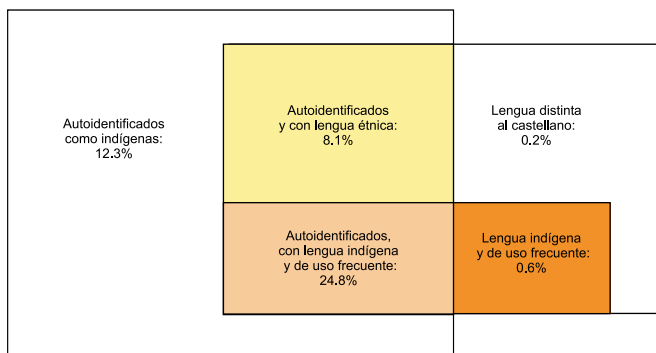 Autoidentificados
como indígenas:
12.3%
Autoidentificados
y con lengua étnica:
8.1%
Lengua distinta
al castellano:
0.2%
Autoidentificados,
con lengua indígena
y de uso frecuente:
24.8%
Lengua indígena
y de uso frecuente:
0.6%